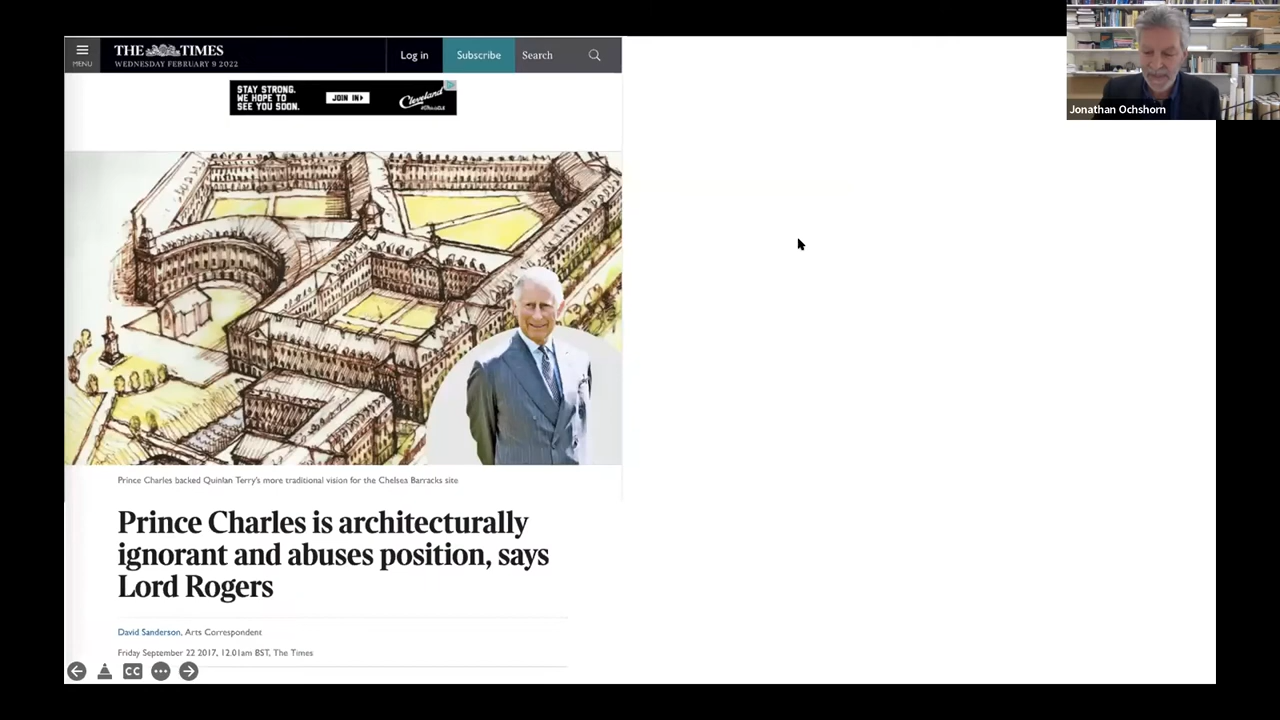 MENU
THE TIMES
WEDNESDAY FEBRUARY 9 2022
Log in
Subscribe
Search
STAY STRONG.
WE HOPE TO
SEE YOU SOON.
JOIN IN
Cleveland
Jonathan Ochshorn
Prince Charles backed Quinlan Terry's more traditional vision for the Chelsea Barracks site
Prince Charles is architecturally
ignorant and abuses position, says
Lord Rogers
David Sanderson, Arts Correspondent
Friday September 22 2017, 12.01am BST, The Times
CC